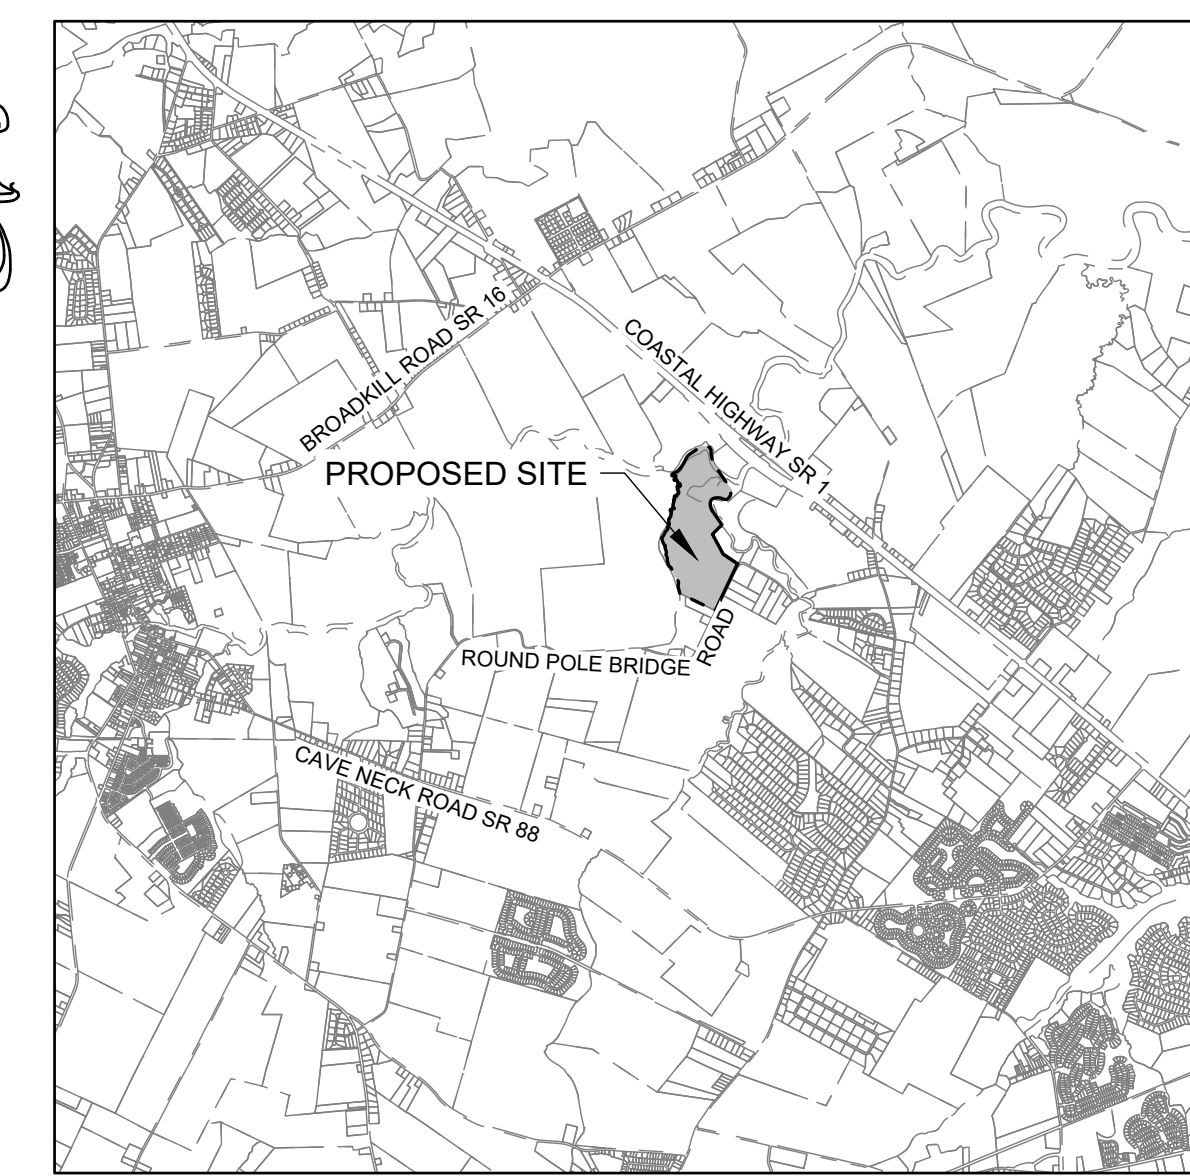 BROADKILL ROAD SR 16
COASTAL HIGHWAY SR 1
PROPOSED SITE
ROUND POLE BRIDGE ROAD
CAVE NECK ROAD SR 88